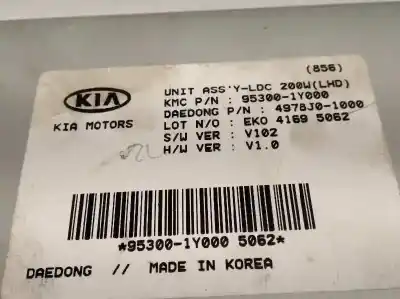 (856)
KIA
KIA MOTORS
UNIT ASS'Y-LDC 200W(LHD)
KMC P/N : 95300-1Y000
DAEDONG P/N : 4978J0-1000
LOT N/O : EKO 4169 5062
S/W VER : V102
H/W VER : V1.0
*95300-1Y000 5062*
DAEDONG // MADE IN KOREA